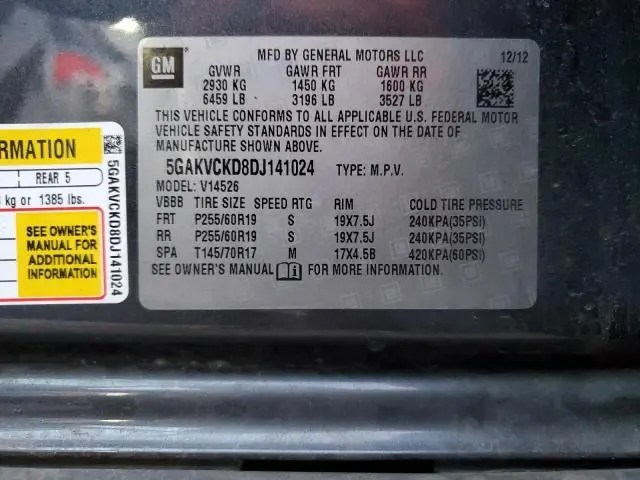 GM
MFD BY GENERAL MOTORS LLC 12/12
GVWR GAWR FRT GAWR RR
2930 KG 1450 KG 1600 KG
6459 LB 3196 LB 3527 LB
THIS VEHICLE CONFORMS TO ALL APPLICABLE U.S. FEDERAL MOTOR
VEHICLE SAFETY STANDARDS IN EFFECT ON THE DATE OF
MANUFACTURE SHOWN ABOVE.
5GAKVCKD8DJ141024 TYPE: M.P.V.
MODEL: V14526
VBBB TIRE SIZE SPEED RTG RIM COLD TIRE PRESSURE
FRT P255/60R19 S 19X7.5J 240KPA(35PSI)
RR P255/60R19 S 19X7.5J 240KPA(35PSI)
SPA T145/70R17 M 17X4.5B 420KPA(60PSI)
SEE OWNER'S MANUAL FOR MORE INFORMATION.
RMATION
REAR 5
kg or 1385 lbs.
SEE OWNER'S
MANUAL FOR
ADDITIONAL
INFORMATION
5GAKVCKD8DJ141024